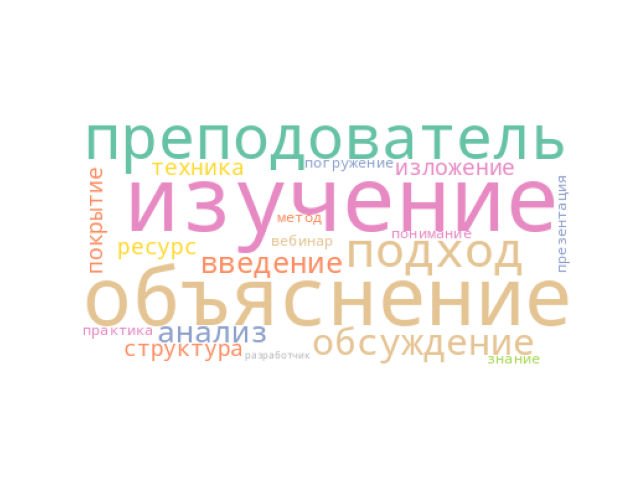 преподователь
техника
погружение
изложение
покрытие
изучение
презентация
метод
понимание
вебинар
ресурс
подход
введение
объяснение
практика
анализ
обсуждение
структура
разработчик
знание